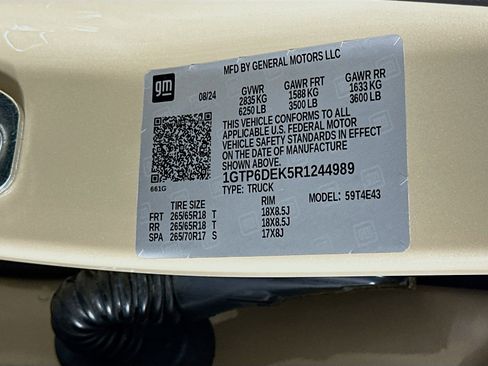 MFD BY GENERAL MOTORS LLC
gm
08/24 GVWR GAWR FRT GAWR RR
2835 KG 1588 KG 1633 KG
6250 LB 3500 LB 3600 LB
THIS VEHICLE CONFORMS TO ALL
APPLICABLE U.S. FEDERAL MOTOR
VEHICLE SAFETY STANDARDS IN EFFECT
ON THE DATE OF MANUFACTURE
SHOWN ABOVE.
661G
1GTP6DEK5R1244989
TYPE: TRUCK MODEL: 59T4E43
TIRE SIZE RIM
FRT 265/65R18 T 18X8.5J
RR 265/65R18 T 18X8.5J
SPA 265/70R17 S 17X8J